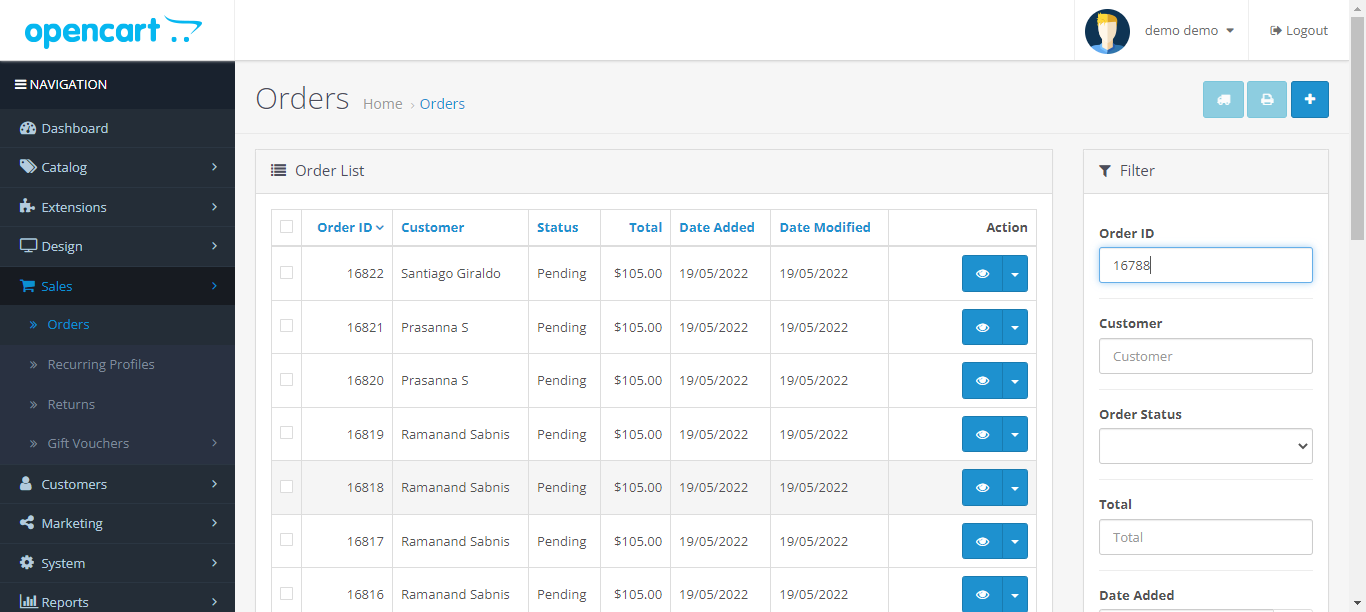 opencart
demo demo
Logout
NAVIGATION
Dashboard
Catalog
Extensions
Design
Sales
Orders
Recurring Profiles
Returns
Gift Vouchers
Customers
Marketing
System
Reports
Orders Home › Orders
Order List
Order ID Customer Status Total Date Added Date Modified Action
16822 Santiago Giraldo Pending $105.00 19/05/2022 19/05/2022
16821 Prasanna S Pending $105.00 19/05/2022 19/05/2022
16820 Prasanna S Pending $105.00 19/05/2022 19/05/2022
16819 Ramanand Sabnis Pending $105.00 19/05/2022 19/05/2022
16818 Ramanand Sabnis Pending $105.00 19/05/2022 19/05/2022
16817 Ramanand Sabnis Pending $105.00 19/05/2022 19/05/2022
16816 Ramanand Sabnis Pending $105.00 19/05/2022 19/05/2022
Filter
Order ID
16788
Customer
Customer
Order Status
Total
Total
Date Added